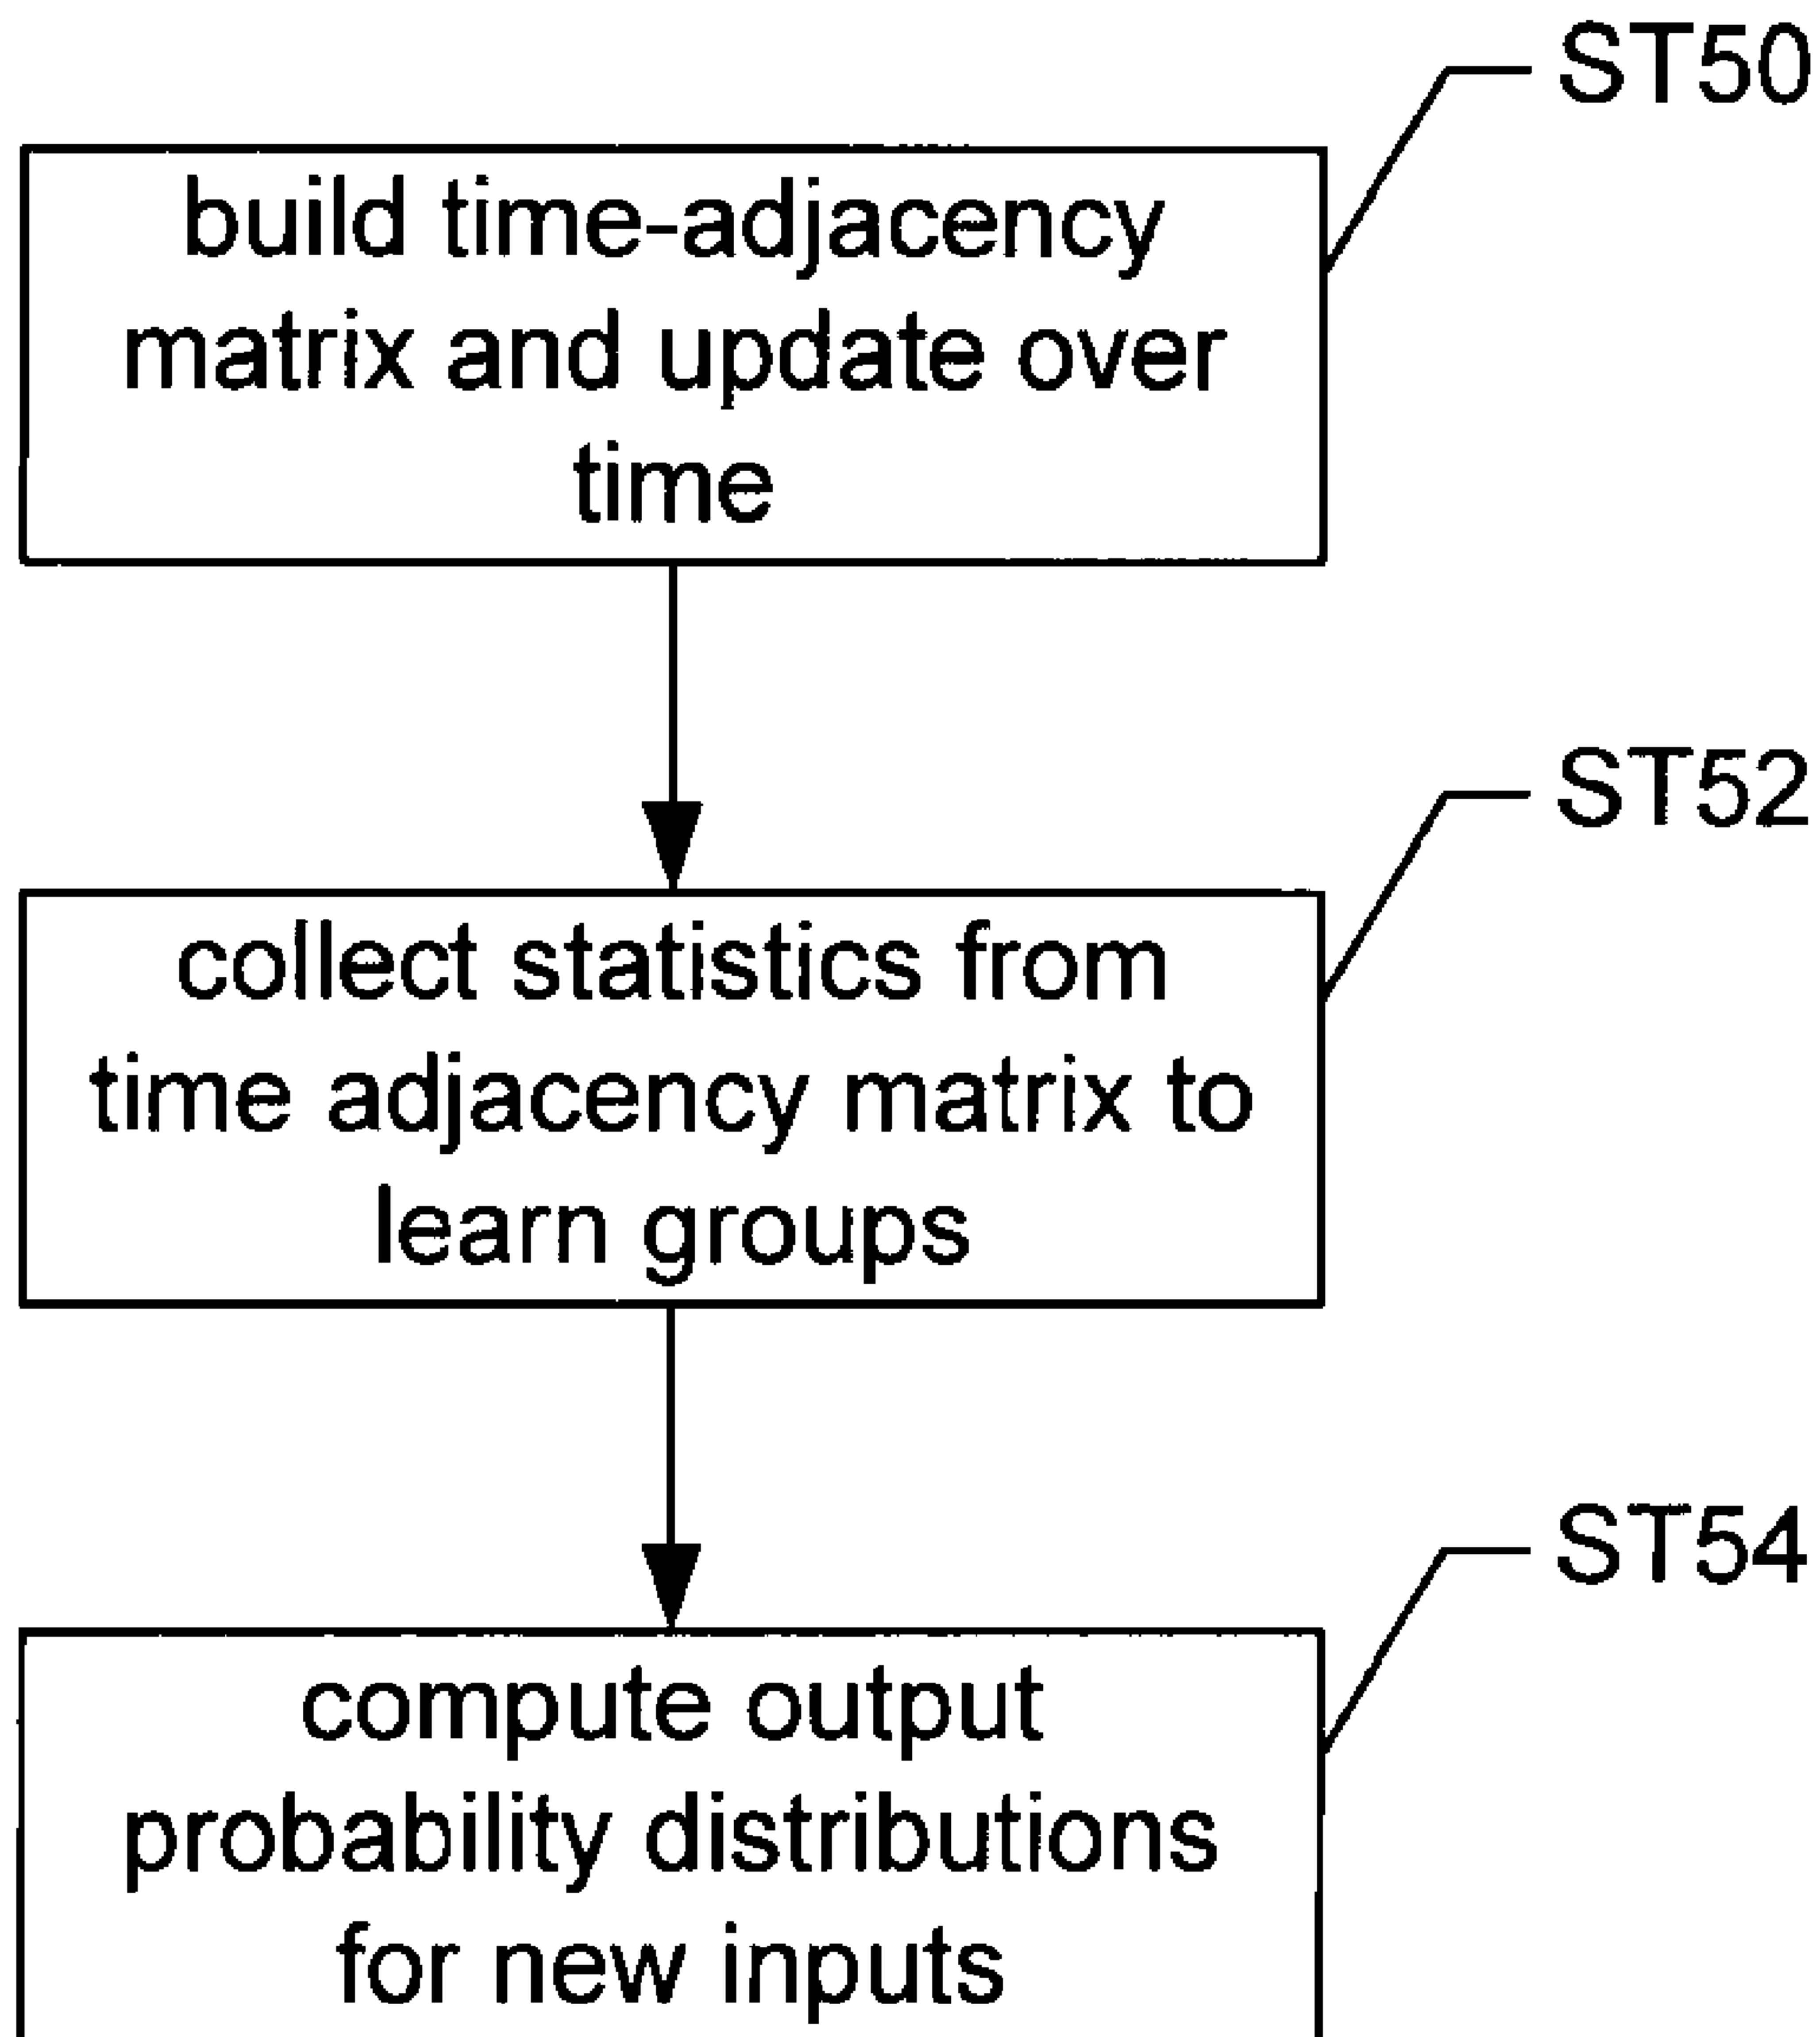 ST50
build time-adjacency
matrix and update over
time
ST52
collect statistics from
time adjacency matrix to
learn groups
ST54
compute output
probability distributions
for new inputs